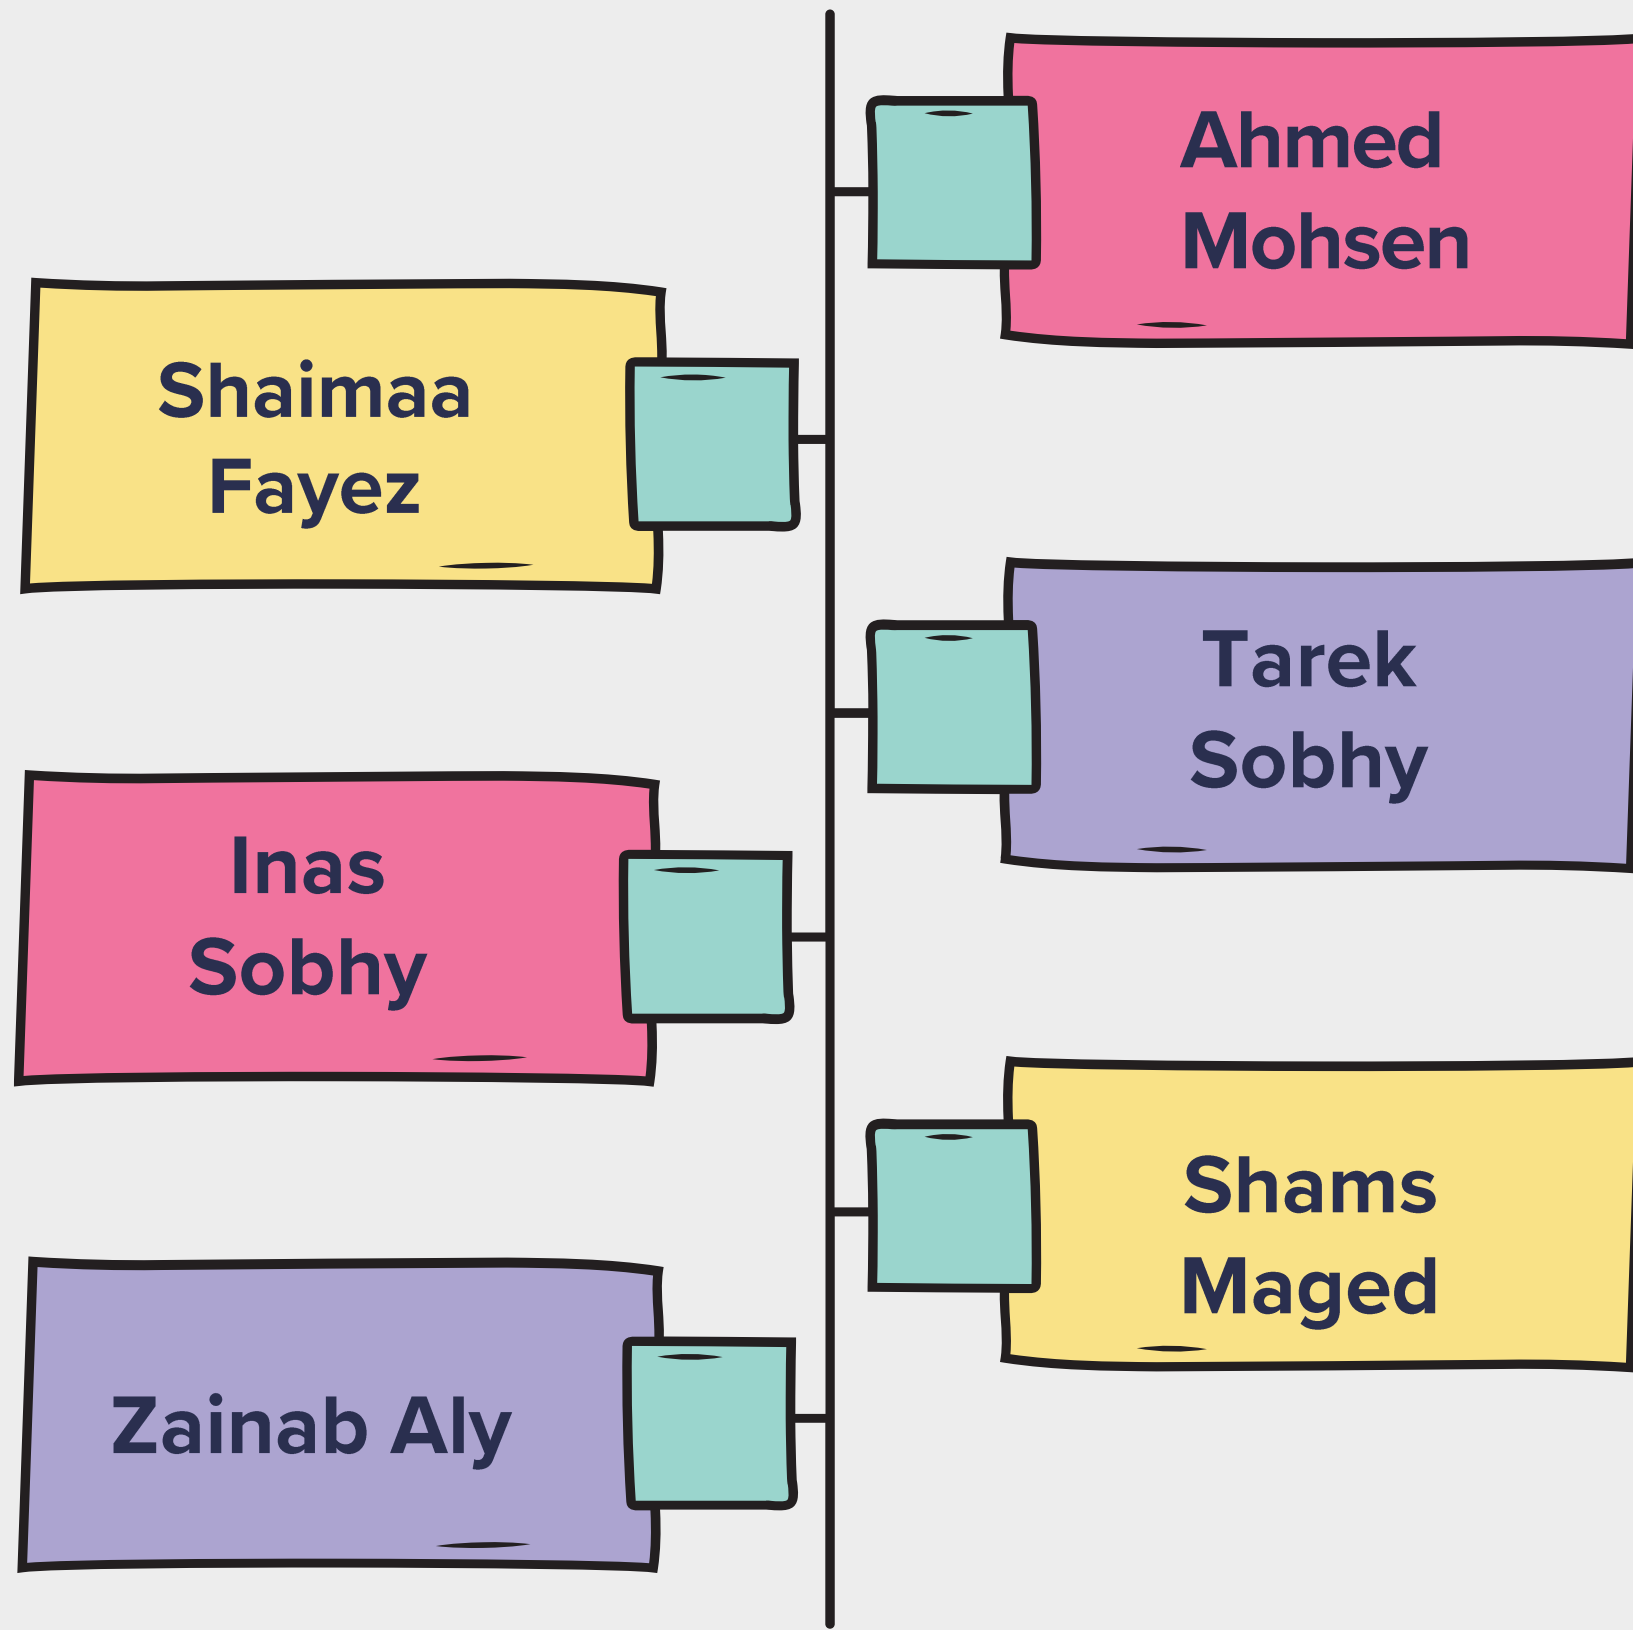 Ahmed
Mohsen
Shaimaa
Fayez
Tarek
Sobhy
Inas
Sobhy
Shams
Maged
Zainab Aly